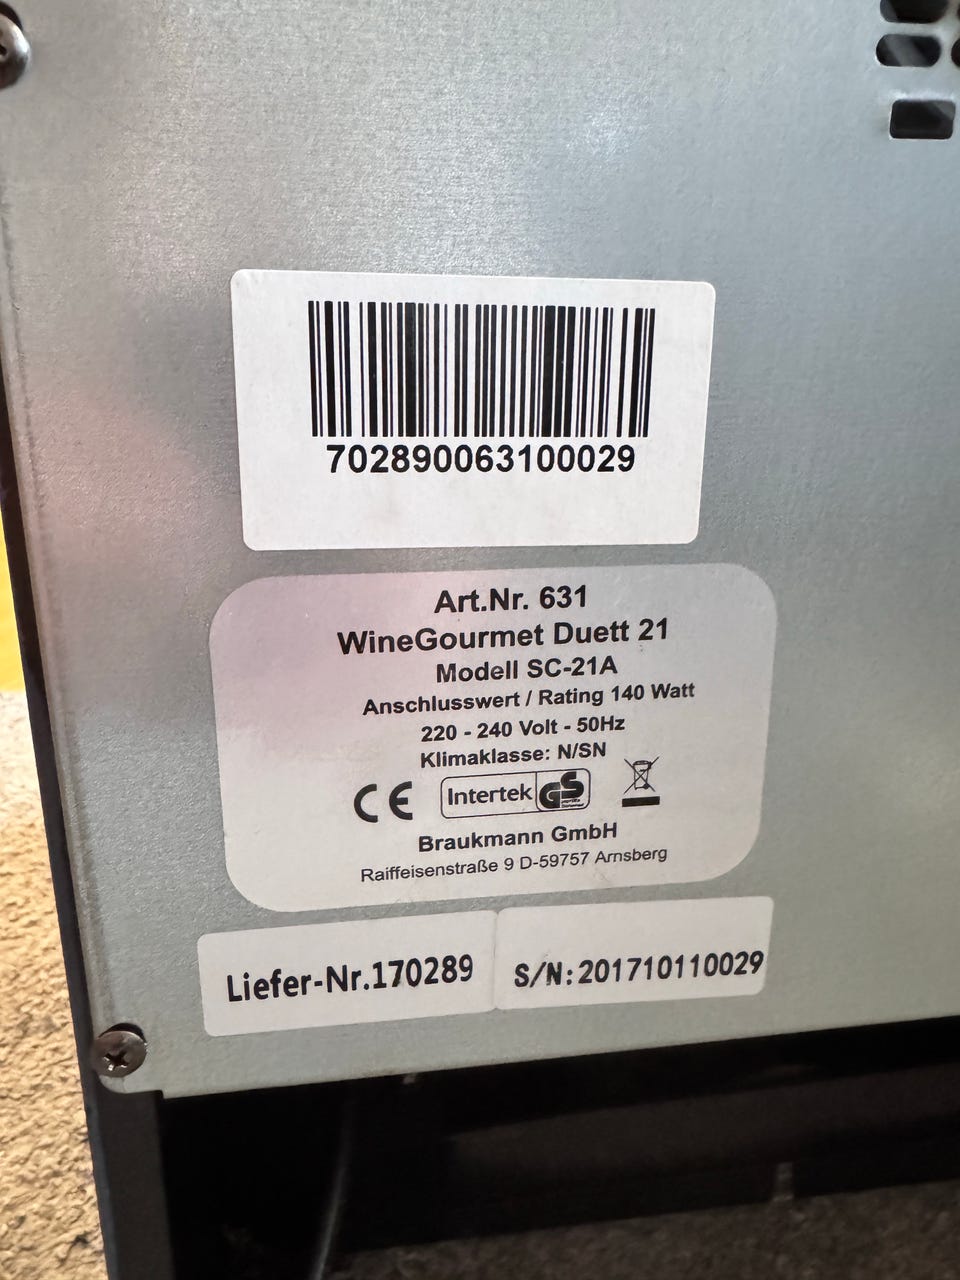 702890063100029
Art.Nr. 631
WineGourmet Duett 21
Modell SC-21A
Anschlusswert / Rating 140 Watt
220 - 240 Volt - 50Hz
Klimaklasse: N/SN
CE Intertek GS
Braukmann GmbH
Raiffeisenstraße 9 D-59757 Arnsberg
Liefer-Nr.170289
S/N:201710110029